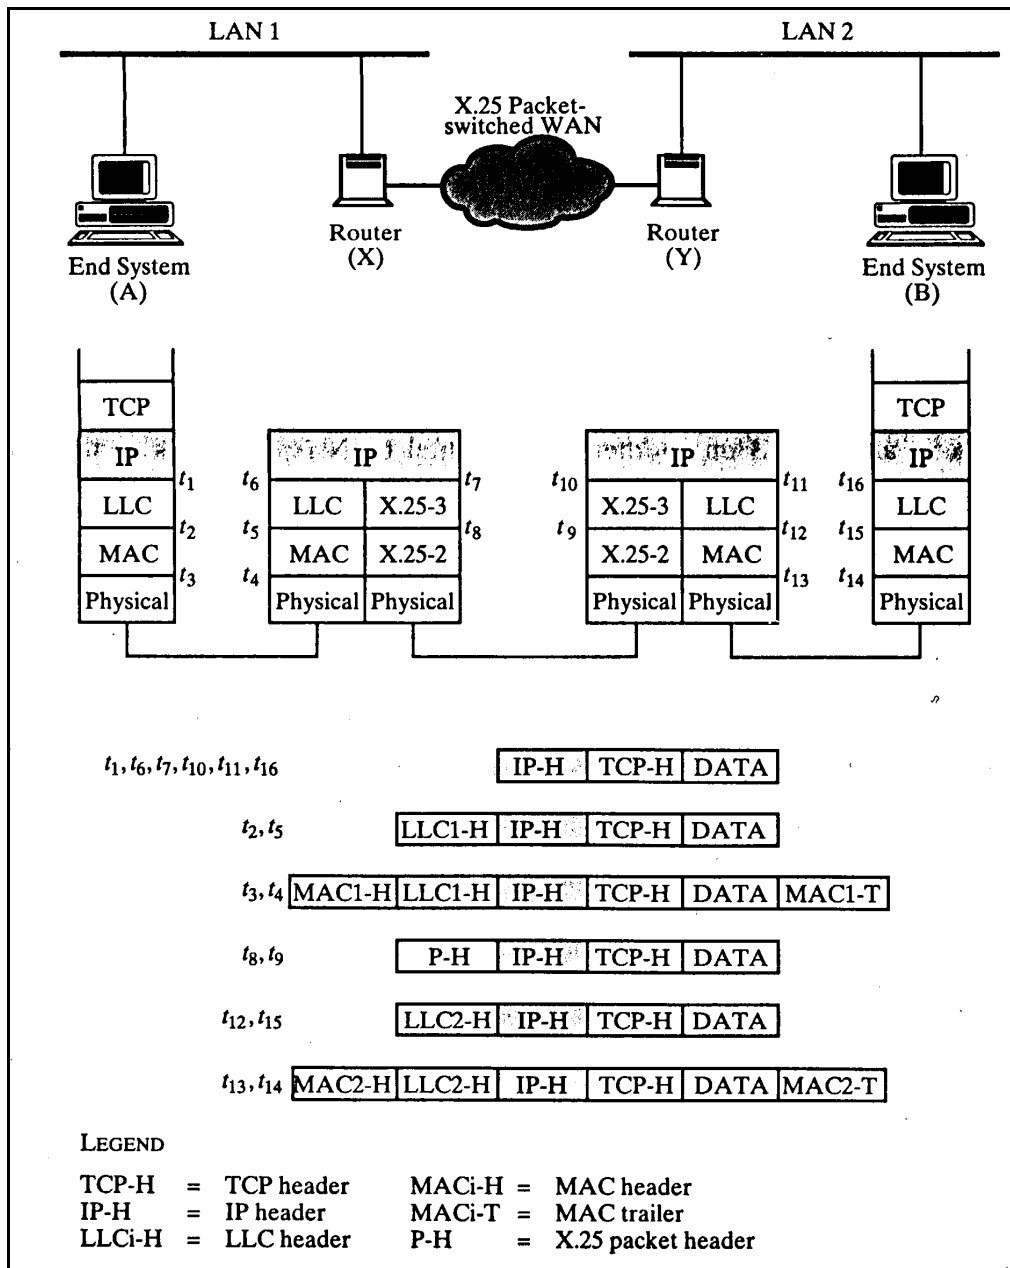 LAN 1
LAN 2
X.25 Packet-
switched WAN
Router
(X)
Router
(Y)
End System
(A)
End System
(B)
TCP
TCP
IP
IP
IP
IP
t1
t6
t7
t10
t11
t16
LLC
LLC
X.25-3
X.25-3
LLC
LLC
t2
t5
t8
t9
t12
t15
MAC
MAC
X.25-2
X.25-2
MAC
MAC
t3
t4
t13
t14
Physical
Physical
Physical
Physical
Physical
Physical
t1, t6, t7, t10, t11, t16
IP-H TCP-H DATA
t2, t5
LLC1-H IP-H TCP-H DATA
t3, t4
MAC1-H LLC1-H IP-H TCP-H DATA MAC1-T
t8, t9
P-H IP-H TCP-H DATA
t12, t15
LLC2-H IP-H TCP-H DATA
t13, t14
MAC2-H LLC2-H IP-H TCP-H DATA MAC2-T
LEGEND
TCP-H = TCP header MACi-H = MAC header
IP-H = IP header MACi-T = MAC trailer
LLCi-H = LLC header P-H = X.25 packet header